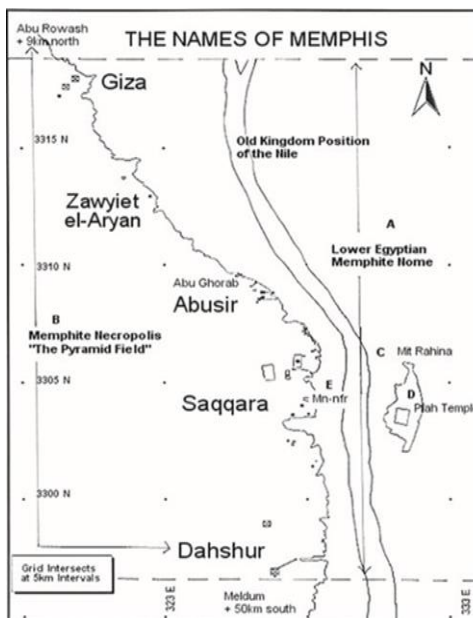 Abu Rowash
+ 9km north
THE NAMES OF MEMPHIS
Giza
N
3315 N
Old Kingdom Position
of the Nile
Zawyiet
el-Aryan
A
Lower Egyptian
Memphite Nome
3310 N
Abu Ghorab
Abusir
B
Memphite Necropolis
"The Pyramid Field"
C
Mit Rahina
3305 N
E
Mn-nfr
D
Ptah Temple
Saqqara
3300 N
Dahshur
Grid Intersects
at 5km Intervals
323 E
Meidum
+ 50km south
333 E